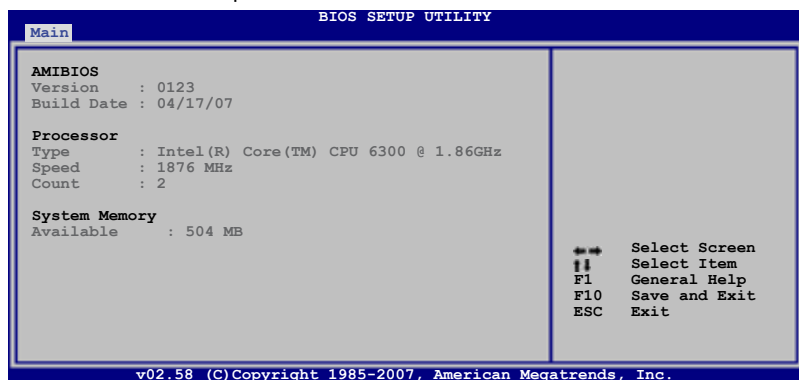 BIOS SETUP UTILITY
Main
AMIBIOS
Version : 0123
Build Date : 04/17/07
Processor
Type : Intel(R) Core(TM) CPU 6300 @ 1.86GHz
Speed : 1876 MHz
Count : 2
System Memory
Available : 504 MB
←→ Select Screen
↑↓ Select Item
F1 General Help
F10 Save and Exit
ESC Exit
v02.58 (C)Copyright 1985-2007, American Megatrends, Inc.